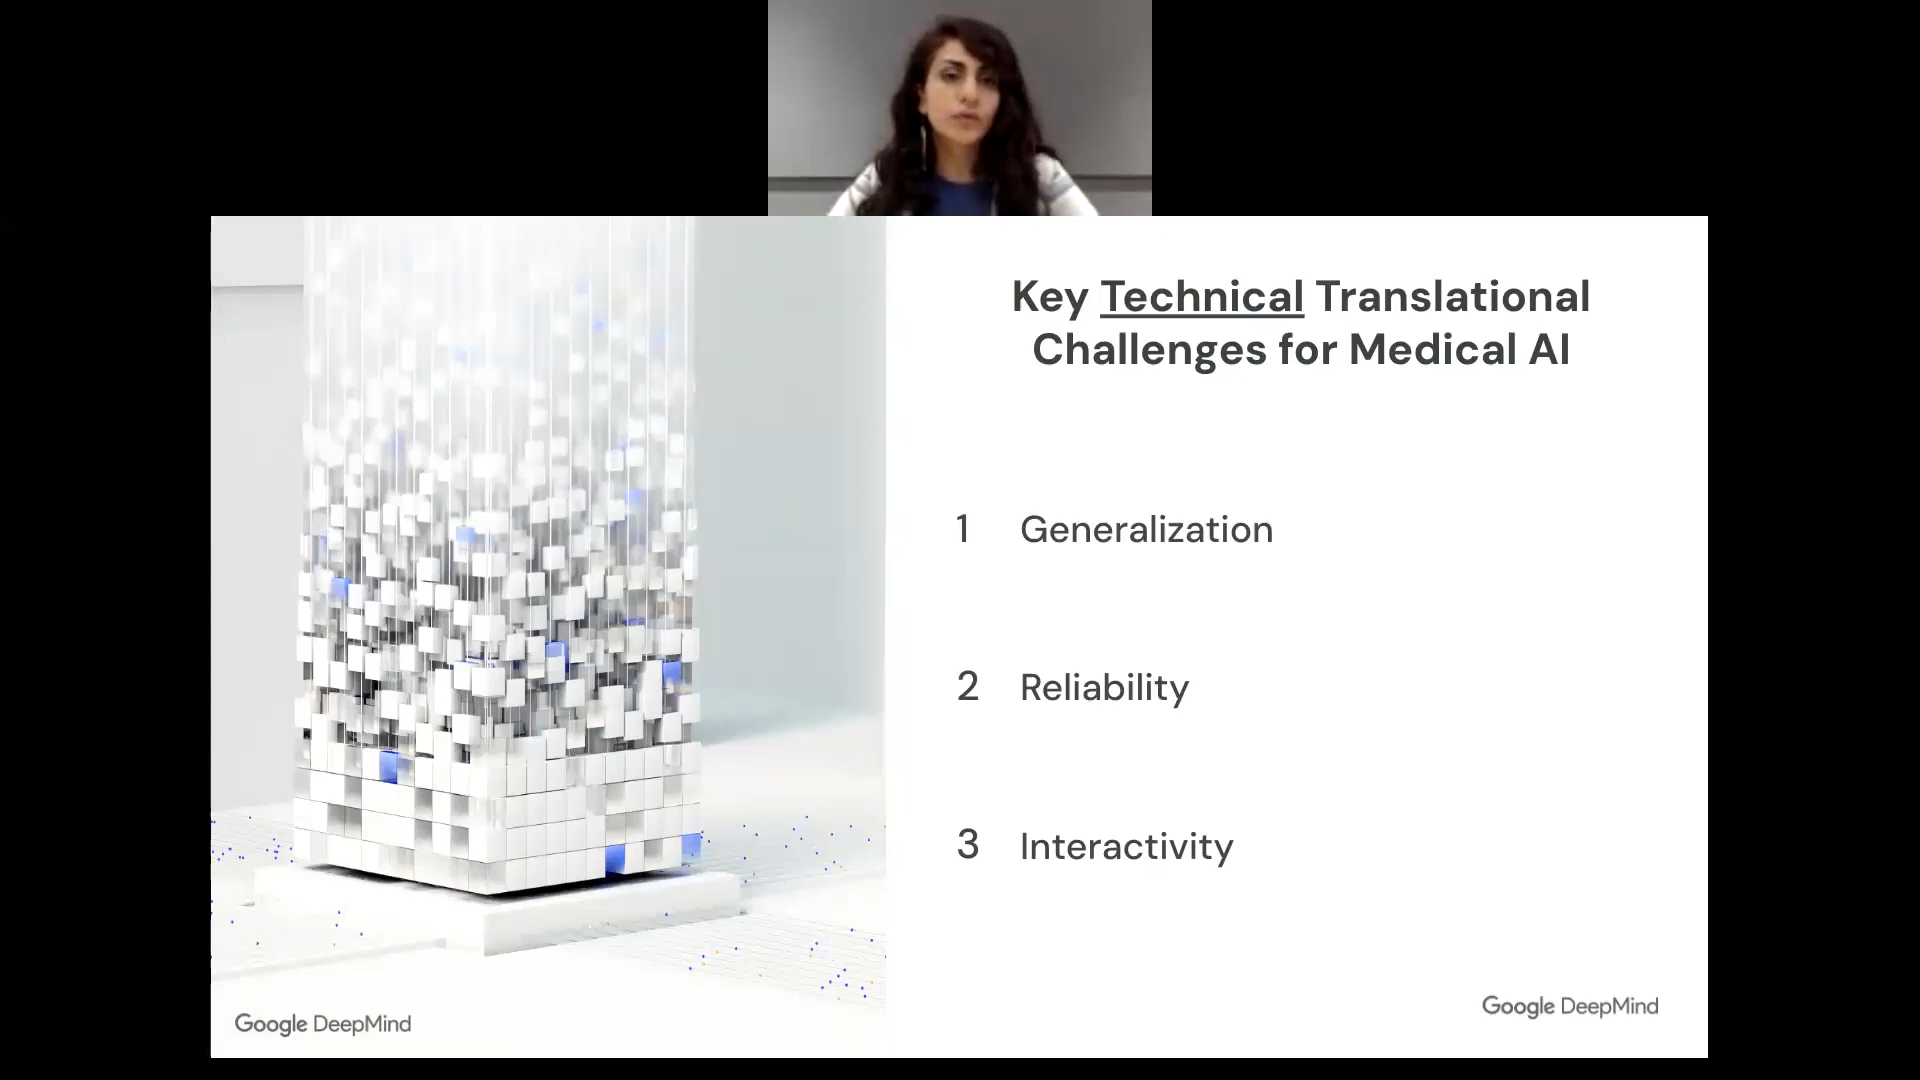 Key Technical Translational
Challenges for Medical AI
1 Generalization
2 Reliability
3 Interactivity
Google DeepMind
Google DeepMind